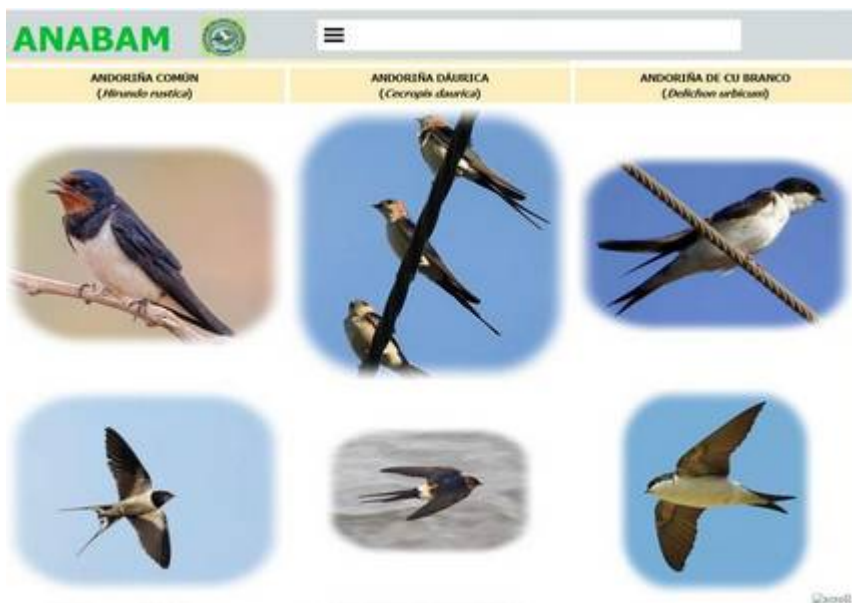 ANABAM
ANDORIÑA COMÚN
(Hirundo rustica)
ANDORIÑA DÁURICA
(Cecropis daurica)
ANDORIÑA DE CU BRANCO
(Delichon urbicum)